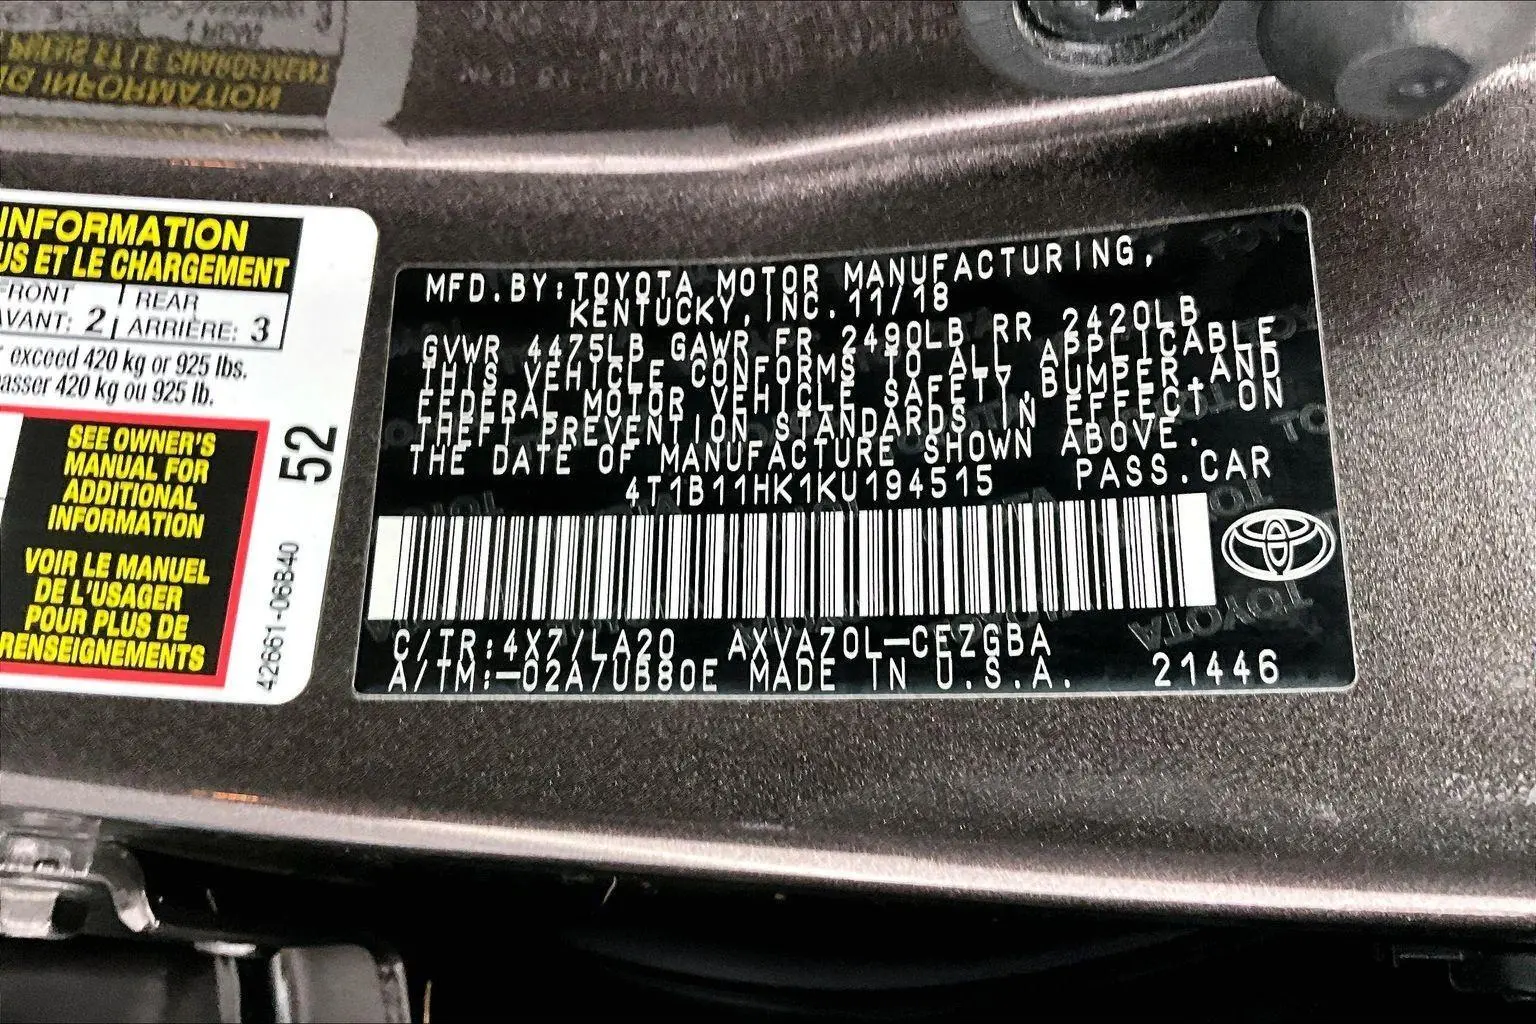 INFORMATION
US ET LE CHARGEMENT
FRONT
REAR
AVANT: 2
ARRIÈRE: 3
exceed 420 kg or 925 lbs.
asser 420 kg ou 925 lb.
SEE OWNER'S
MANUAL FOR
ADDITIONAL
INFORMATION
VOIR LE MANUEL
DE L'USAGER
POUR PLUS DE
RENSEIGNEMENTS
52
42661-06B40
MFD.BY:TOYOTA MOTOR MANUFACTURING,
KENTUCKY,INC.11/18
GVWR 4475LB GAWR FR 2490LB RR 2420LB
THIS VEHICLE CONFORMS TO ALL APPLICABLE
FEDERAL MOTOR VEHICLE SAFETY,BUMPER,AND
THEFT PREVENTION STANDARDS IN EFFECT ON
THE DATE OF MANUFACTURE SHOWN ABOVE.
4T1B11HK1KU194515 PASS.CAR
C/TR:4X7/LA20 AXVA70L-CEZGBA
A/TM:-02A/UB80E MADE IN U.S.A. 21446